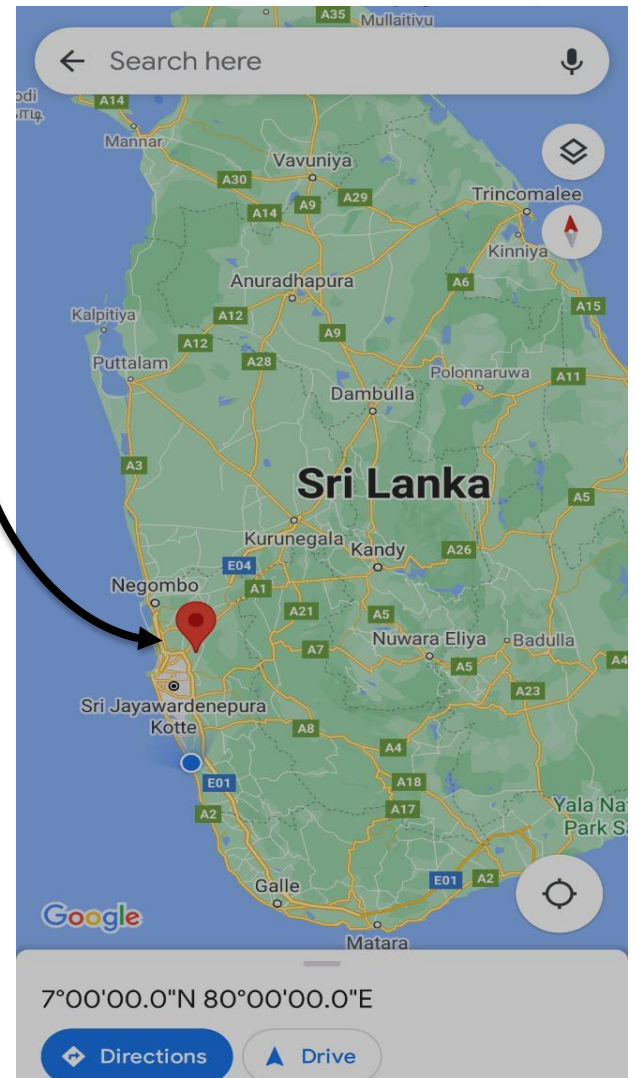 A35
Mullaitivu
Search here
A14
Mannar
Vavuniya
A30
A9
A29
A14
Trincomalee
Kinniya
Anuradhapura
A6
Kalpitiya
A12
A15
A9
A12
A28
Puttalam
Polonnaruwa
A11
Dambulla
A3
Sri Lanka
A5
Kurunegala
Kandy
A26
E04
A1
Negombo
A21
A5
A7
Nuwara Eliya
Badulla
A5
A4
A23
Sri Jayawardenepura
Kotte
A8
A4
E01
A18
A2
A17
Yala Na
Park S
Galle
E01
A2
Google
Matara
7°00'00.0"N 80°00'00.0"E
Directions
Drive